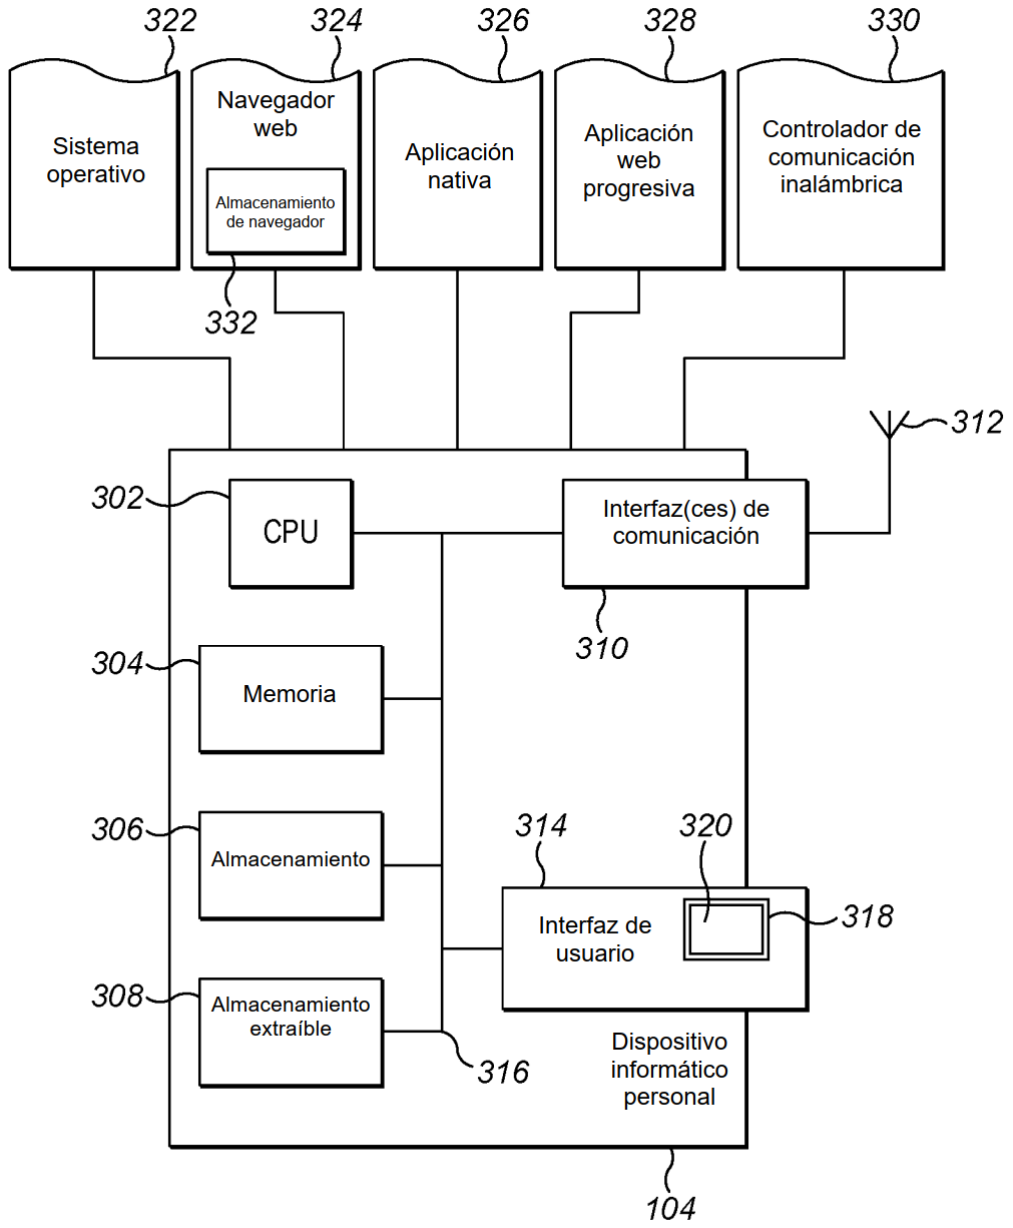 322
324
326
328
330
Sistema
operativo
Navegador
web
Almacenamiento
de navegador
332
Aplicación
nativa
Aplicación
web
progresiva
Controlador de
comunicación
inalámbrica
312
302
CPU
Interfaz(ces) de
comunicación
310
304
Memoria
306
Almacenamiento
314
320
318
Interfaz de
usuario
308
Almacenamiento
extraíble
316
Dispositivo
informático
personal
104